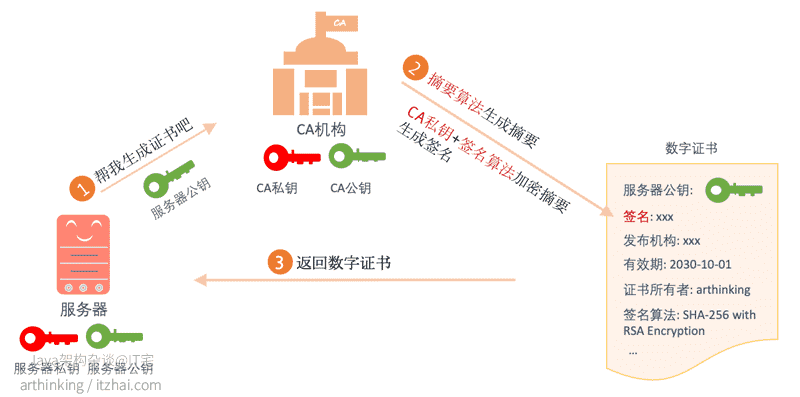 CA
CA机构
CA私钥
CA公钥
1
帮我生成证书吧
服务器公钥
2
摘要算法生成摘要
CA私钥+签名算法加密摘要
生成签名
数字证书
服务器公钥:
签名: xxx
发布机构: xxx
有效期: 2030-10-01
证书所有者: arthinking
签名算法: SHA-256 with
RSA Encryption
...
3
返回数字证书
服务器
服务器私钥
服务器公钥
Java架构杂谈@IT宅
arthinking / itzhai.com